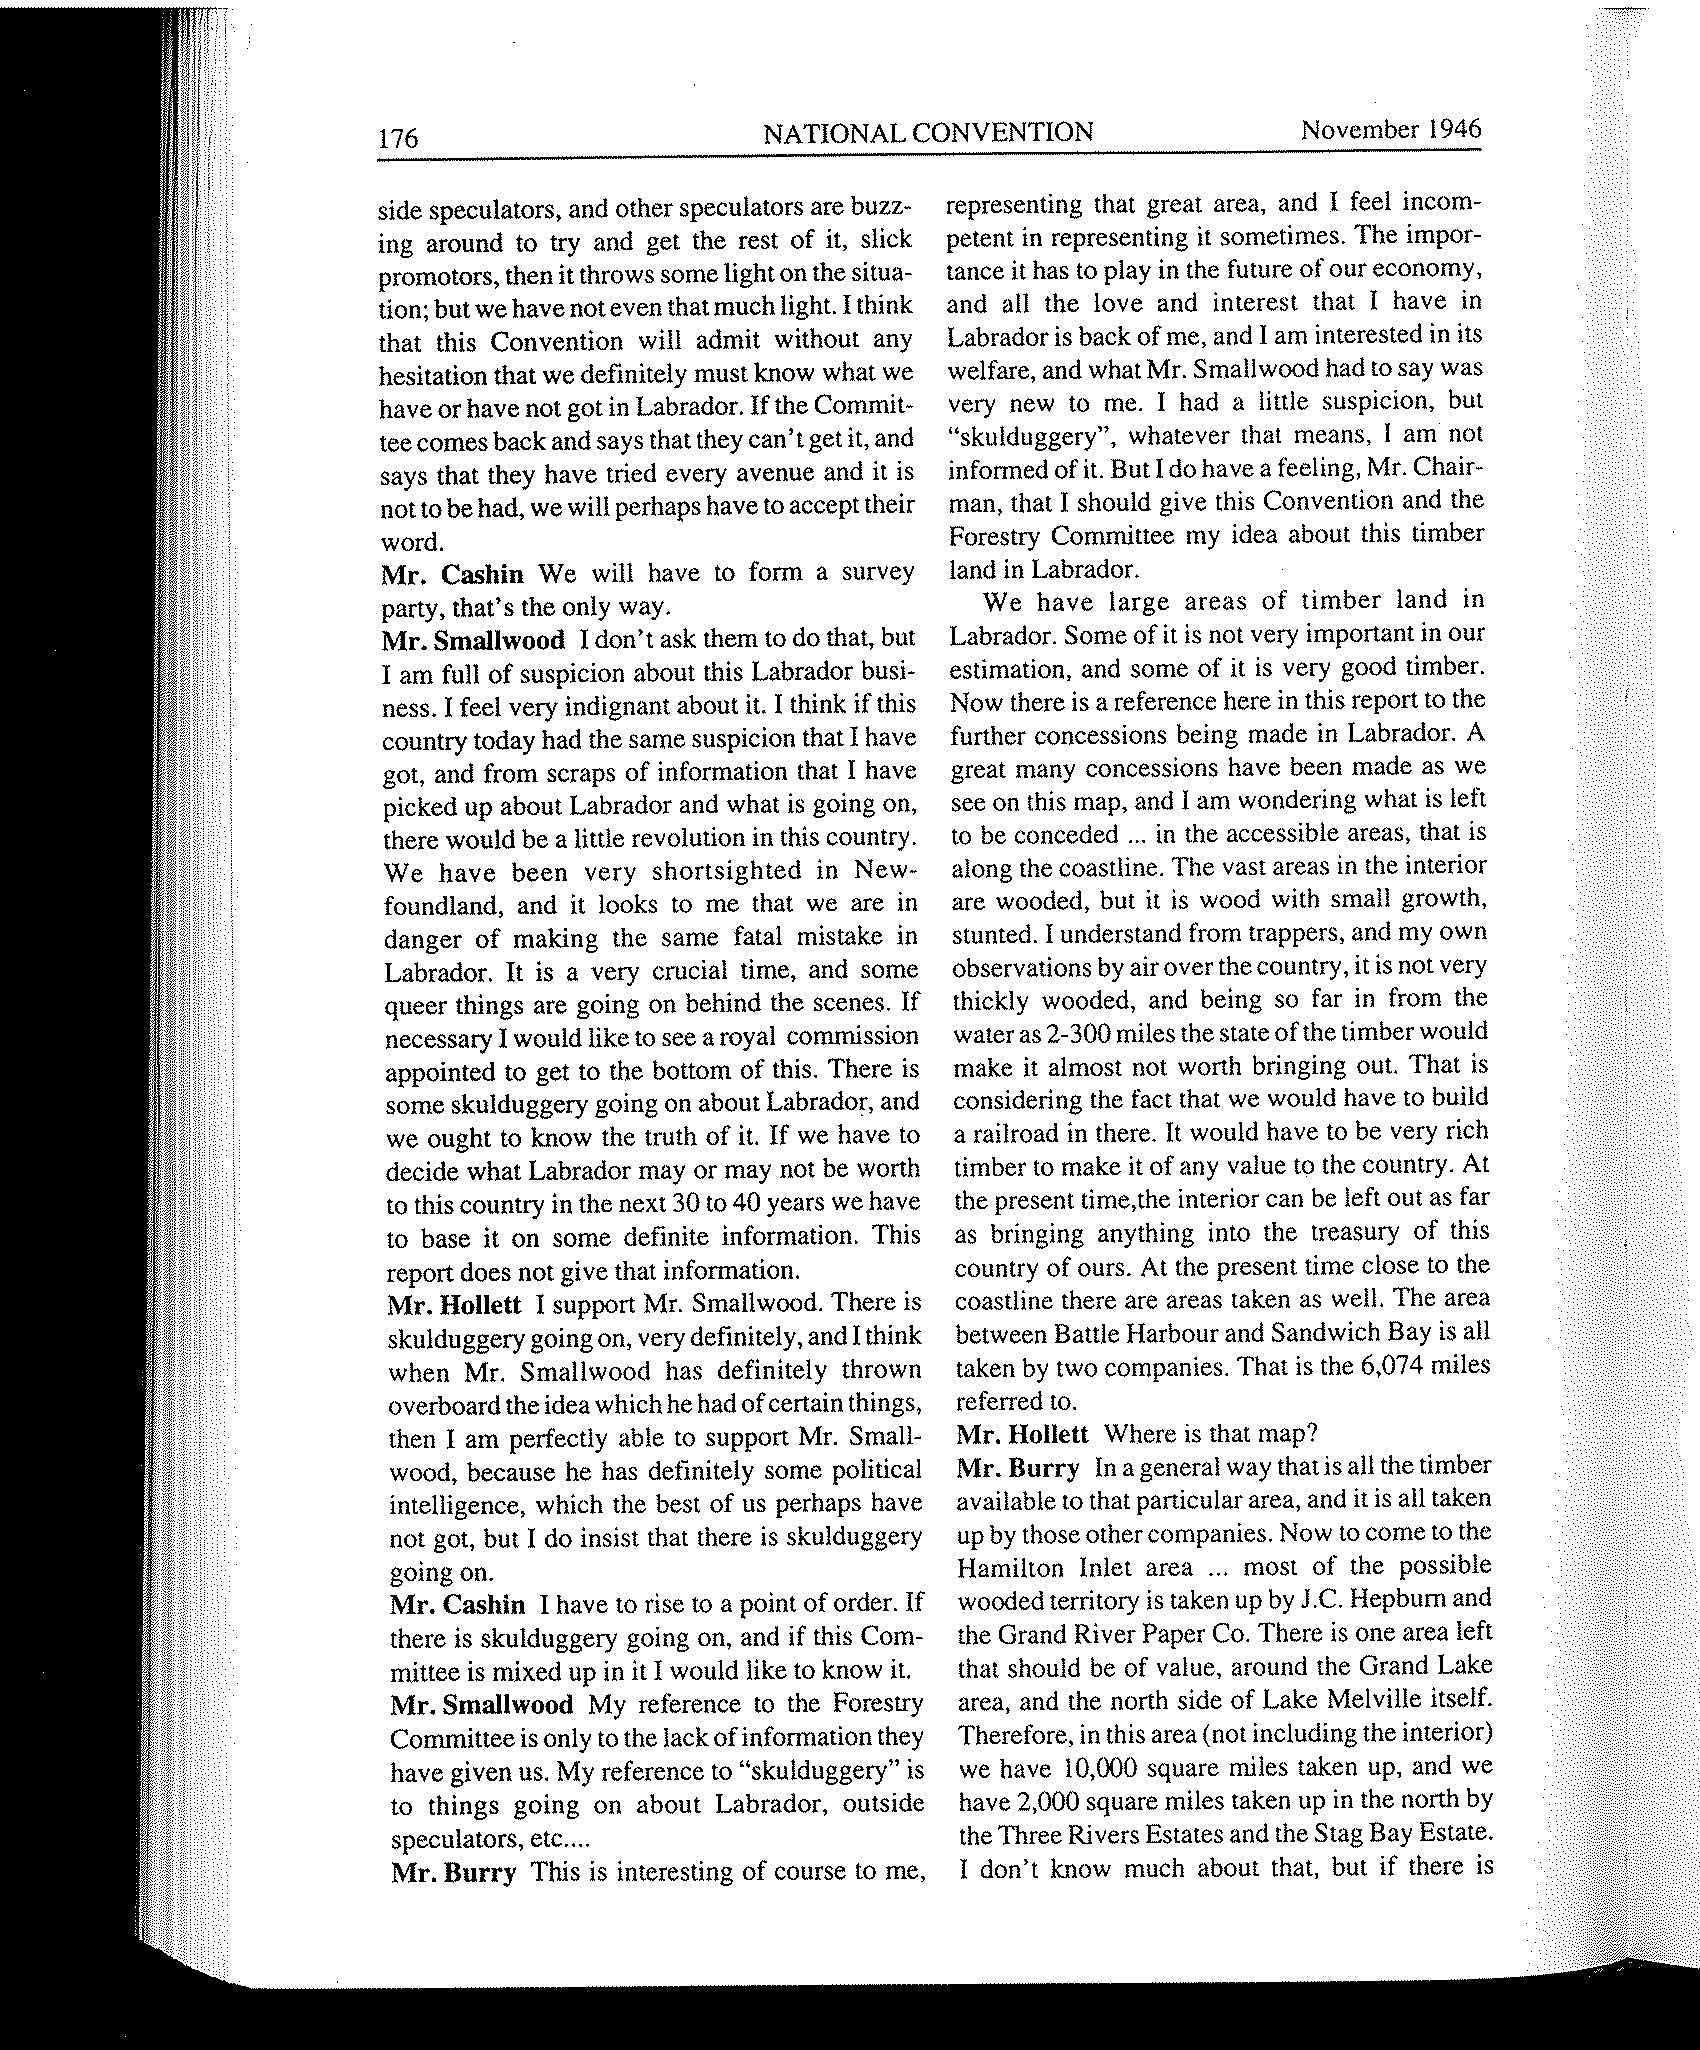 176
NATIONAL CONVENTION
November 1946
side speculators, and other speculators are buzz-
ing around to try and get the rest of it, slick
promotors, then it throws some light on the situa-
tion; but we have not even that much light. I think
that this Convention will admit without any
hesitation that we definitely must know what we
have or have not got in Labrador. If the Commit-
tee comes back and says that they can't get it, and
says that they have tried every avenue and it is
not to be had, we will perhaps have to accept their
word.
Mr. Cashin We will have to form a survey
party, that's the only way.
Mr. Smallwood I don't ask them to do that, but
I am full of suspicion about this Labrador busi-
ness. I feel very indignant about it. I think if this
country today had the same suspicion that I have
got, and from scraps of information that I have
picked up about Labrador and what is going on,
there would be a little revolution in this country.
We have been very shortsighted in New-
foundland, and it looks to me that we are in
danger of making the same fatal mistake in
Labrador. It is a very crucial time, and some
queer things are going on behind the scenes. If
necessary I would like to see a royal commission
appointed to get to the bottom of this. There is
some skulduggery going on about Labrador, and
we ought to know the truth of it. If we have to
decide what Labrador may or may not be worth
to this country in the next 30 to 40 years we have
to base it on some definite information. This
report does not give that information.
Mr. Hollett I support Mr. Smallwood. There is
skulduggery going on, very definitely, and I think
when Mr. Smallwood has definitely thrown
overboard the idea which he had of certain things,
then I am perfectly able to support Mr. Small-
wood, because he has definitely some political
intelligence, which the best of us perhaps have
not got, but I do insist that there is skulduggery
going on.
Mr. Cashin I have to rise to a point of order. If
there is skulduggery going on, and if this Com-
mittee is mixed up in it I would like to know it.
Mr. Smallwood My reference to the Forestry
Committee is only to the lack of information they
have given us. My reference to "skulduggery" is
to things going on about Labrador, outside
speculators, etc....
Mr. Burry This is interesting of course to me,
representing that great area, and I feel incom-
petent in representing it sometimes. The impor-
tance it has to play in the future of our economy,
and all the love and interest that I have in
Labrador is back of me, and I am interested in its
welfare, and what Mr. Smallwood had to say was
very new to me. I had a little suspicion, but
"skulduggery", whatever that means, I am not
informed of it. But I do have a feeling, Mr. Chair-
man, that I should give this Convention and the
Forestry Committee my idea about this timber
land in Labrador.
We have large areas of timber land in
Labrador. Some of it is not very important in our
estimation, and some of it is very good timber.
Now there is a reference here in this report to the
further concessions being made in Labrador. A
great many concessions have been made as we
see on this map, and I am wondering what is left
to be conceded ... in the accessible areas, that is
along the coastline. The vast areas in the interior
are wooded, but it is wood with small growth,
stunted. I understand from trappers, and my own
observations by air over the country, it is not very
thickly wooded, and being so far in from the
water as 2-300 miles the state of the timber would
make it almost not worth bringing out. That is
considering the fact that we would have to build
a railroad in there. It would have to be very rich
timber to make it of any value to the country. At
the present time,the interior can be left out as far
as bringing anything into the treasury of this
country of ours. At the present time close to the
coastline there are areas taken as well. The area
between Battle Harbour and Sandwich Bay is all
taken by two companies. That is the 6,074 miles
referred to.
Mr. Hollett Where is that map?
Mr. Burry In a general way that is all the timber
available to that particular area, and it is all taken
up by those other companies. Now to come to the
Hamilton Inlet area ... most of the possible
wooded territory is taken up by J.C. Hepburn and
the Grand River Paper Co. There is one area left
that should be of value, around the Grand Lake
area, and the north side of Lake Melville itself.
Therefore, in this area (not including the interior)
we have 10,000 square miles taken up, and we
have 2,000 square miles taken up in the north by
the Three Rivers Estates and the Stag Bay Estate.
I don't know much about that, but if there is